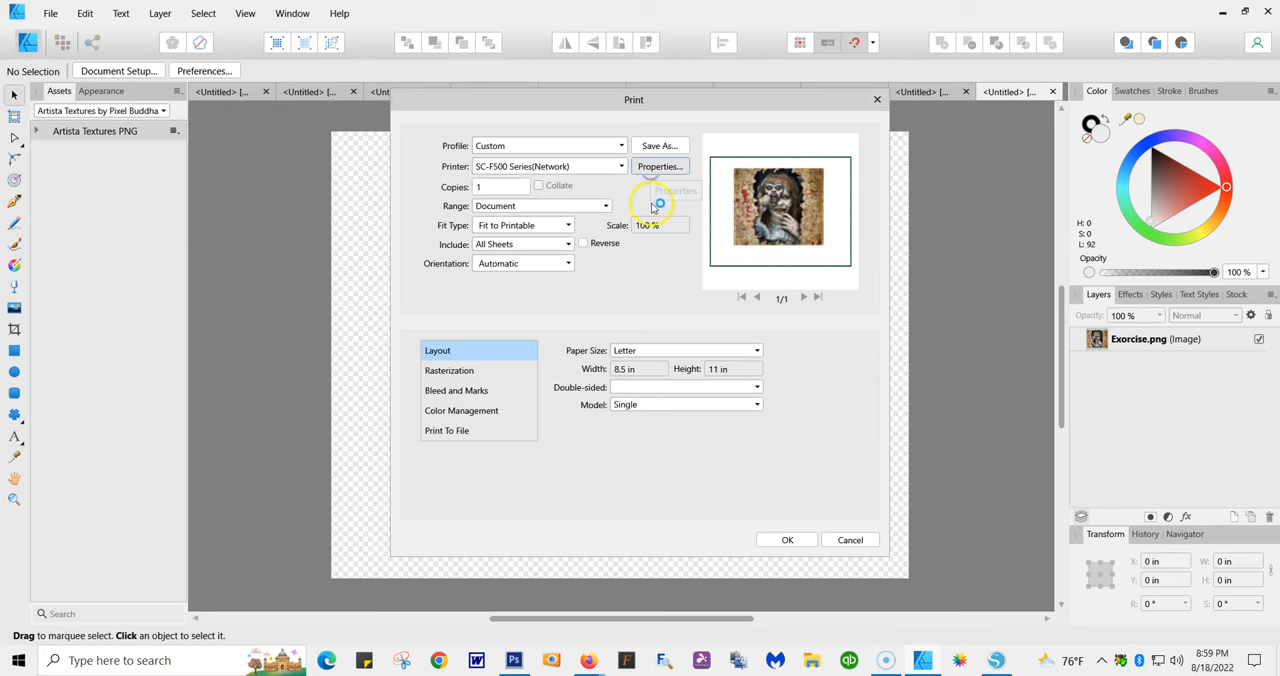 File Edit Text Layer Select View Window Help
No Selection Document Setup... Preferences...
Assets Appearance
<Untitled> [... <Untitled> [... <Unt <Untitled> [... <Untitled> [...
Color Swatches Stroke Brushes
Artista Textures by Pixel Buddha
Artista Textures PNG
Print
Profile: Custom Save As...
Printer: SC-F500 Series(Network) Properties...
Copies: 1 Collate
Properties
Range: Document
Fit Type: Fit to Printable Scale: 100 %
Include: All Sheets Reverse
Orientation: Automatic
1/1
Layout
Rasterization
Bleed and Marks
Color Management
Print To File
Paper Size: Letter
Width: 8.5 in Height: 11 in
Double-sided:
Model: Single
OK Cancel
H: 0
S: 0
L: 92
Opacity
100 %
Layers Effects Styles Text Styles Stock
Opacity: 100 % Normal
Exorcise.png (Image)
fx
Transform History Navigator
X: 0 in W: 0 in
Y: 0 in H: 0 in
R: 0 ° S: 0 °
Search
Drag to marquee select. Click an object to select it.
Type here to search
76°F
8:59 PM
8/18/2022